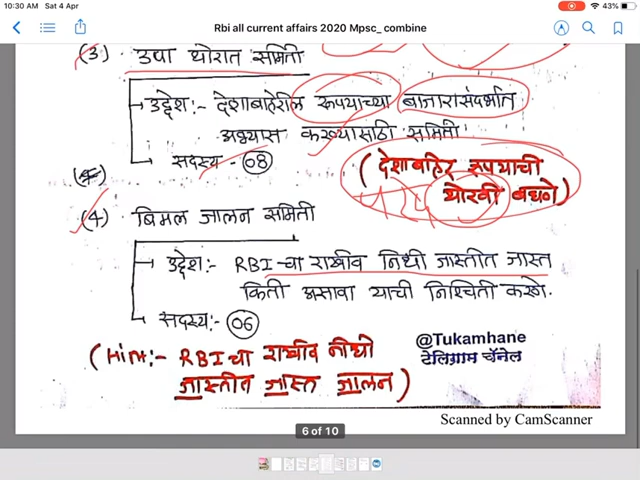 10:30 AM Sat 4 Apr
43%
Rbi all current affairs 2020 Mpsc_ combine
(3) उषा थोरात समिती
उद्देश:- देशाबाहेरील रूपयाच्या बाजारासंदर्भात
अभ्यास करण्यासाठी समिती
सदस्य - 08
(देशाबाहेर रूपयाची
थोरवी बघणे)
(4) बिमल जालन समिती
उद्देश:- RBI-चा राखीव निधी जास्तीत जास्त
किती असावा याची निश्चिती करणे.
सदस्य:- 06
(Hint:- RBI चा राखीव नीधी
जास्तीत जास्त जालन)
@Tukamhane
टेलिग्राम चॅनेल
Scanned by CamScanner
6 of 10